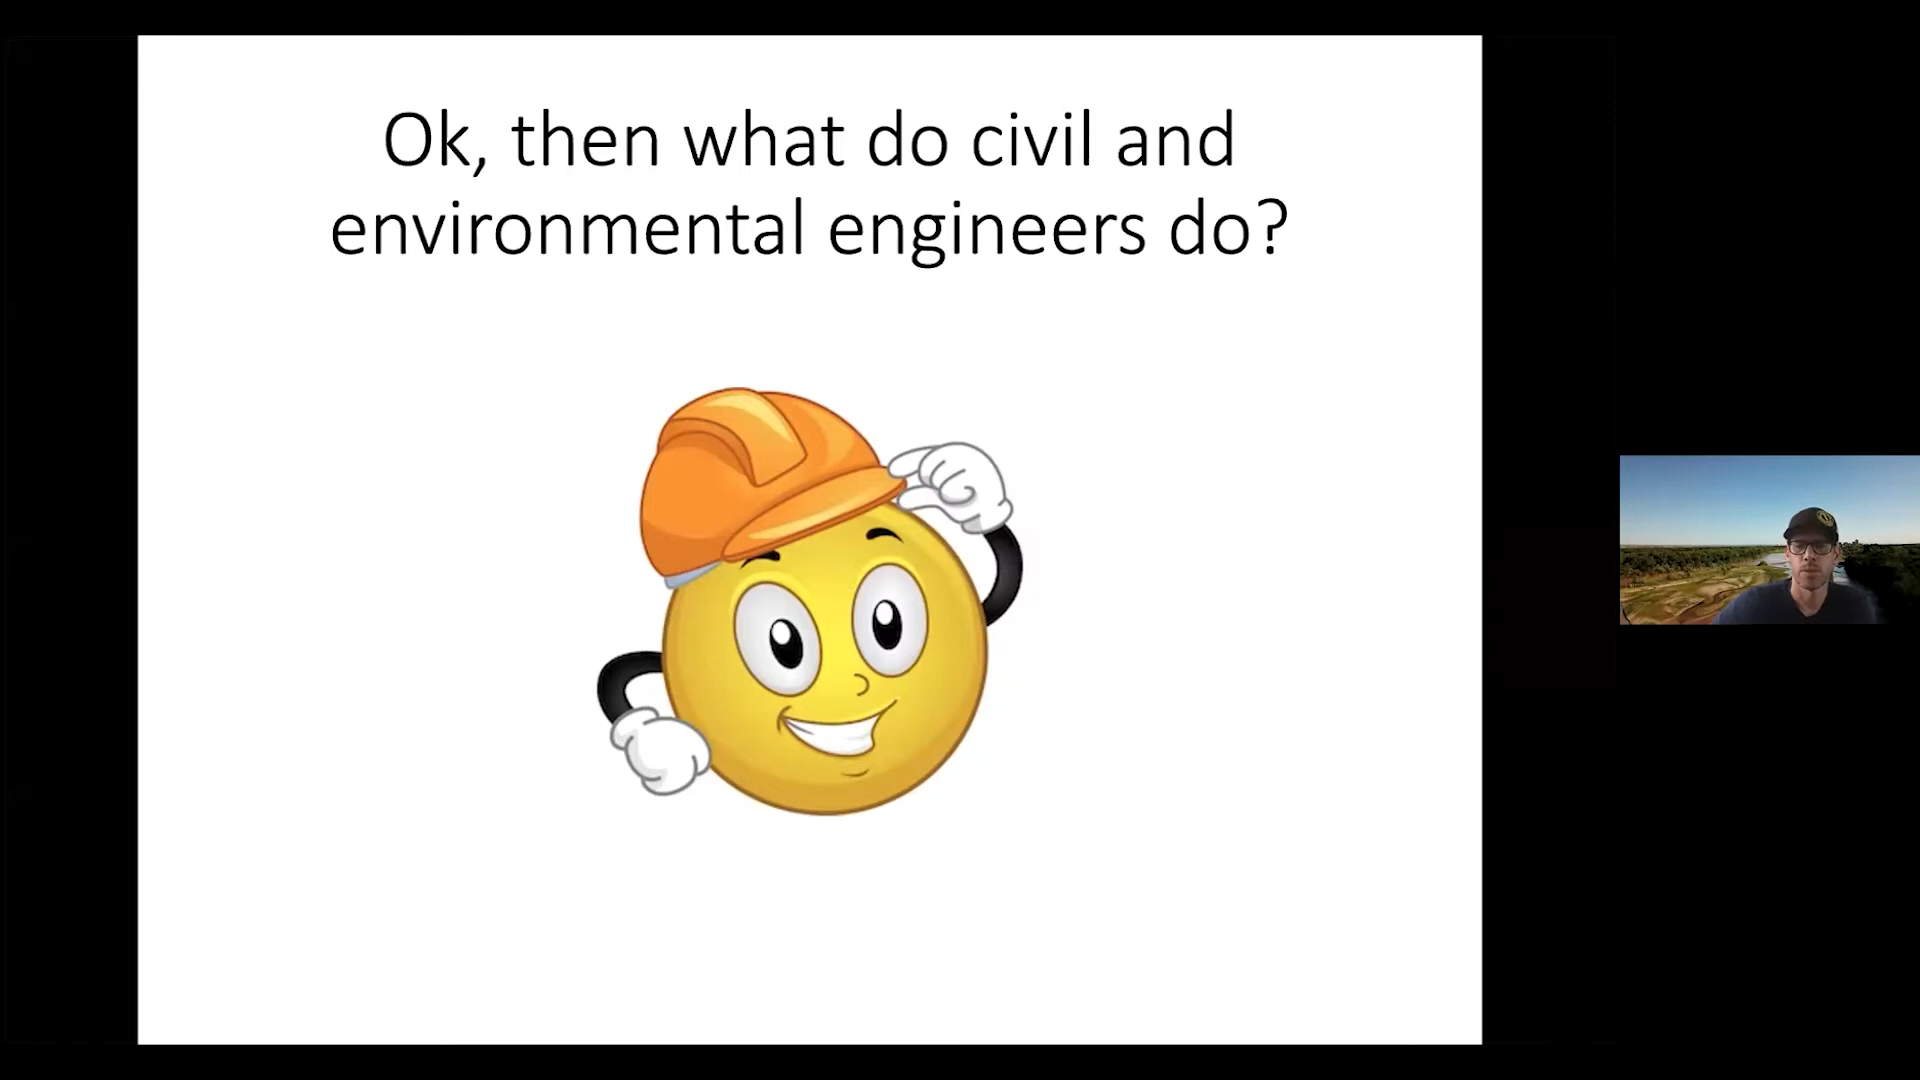 Ok, then what do civil and
environmental engineers do?